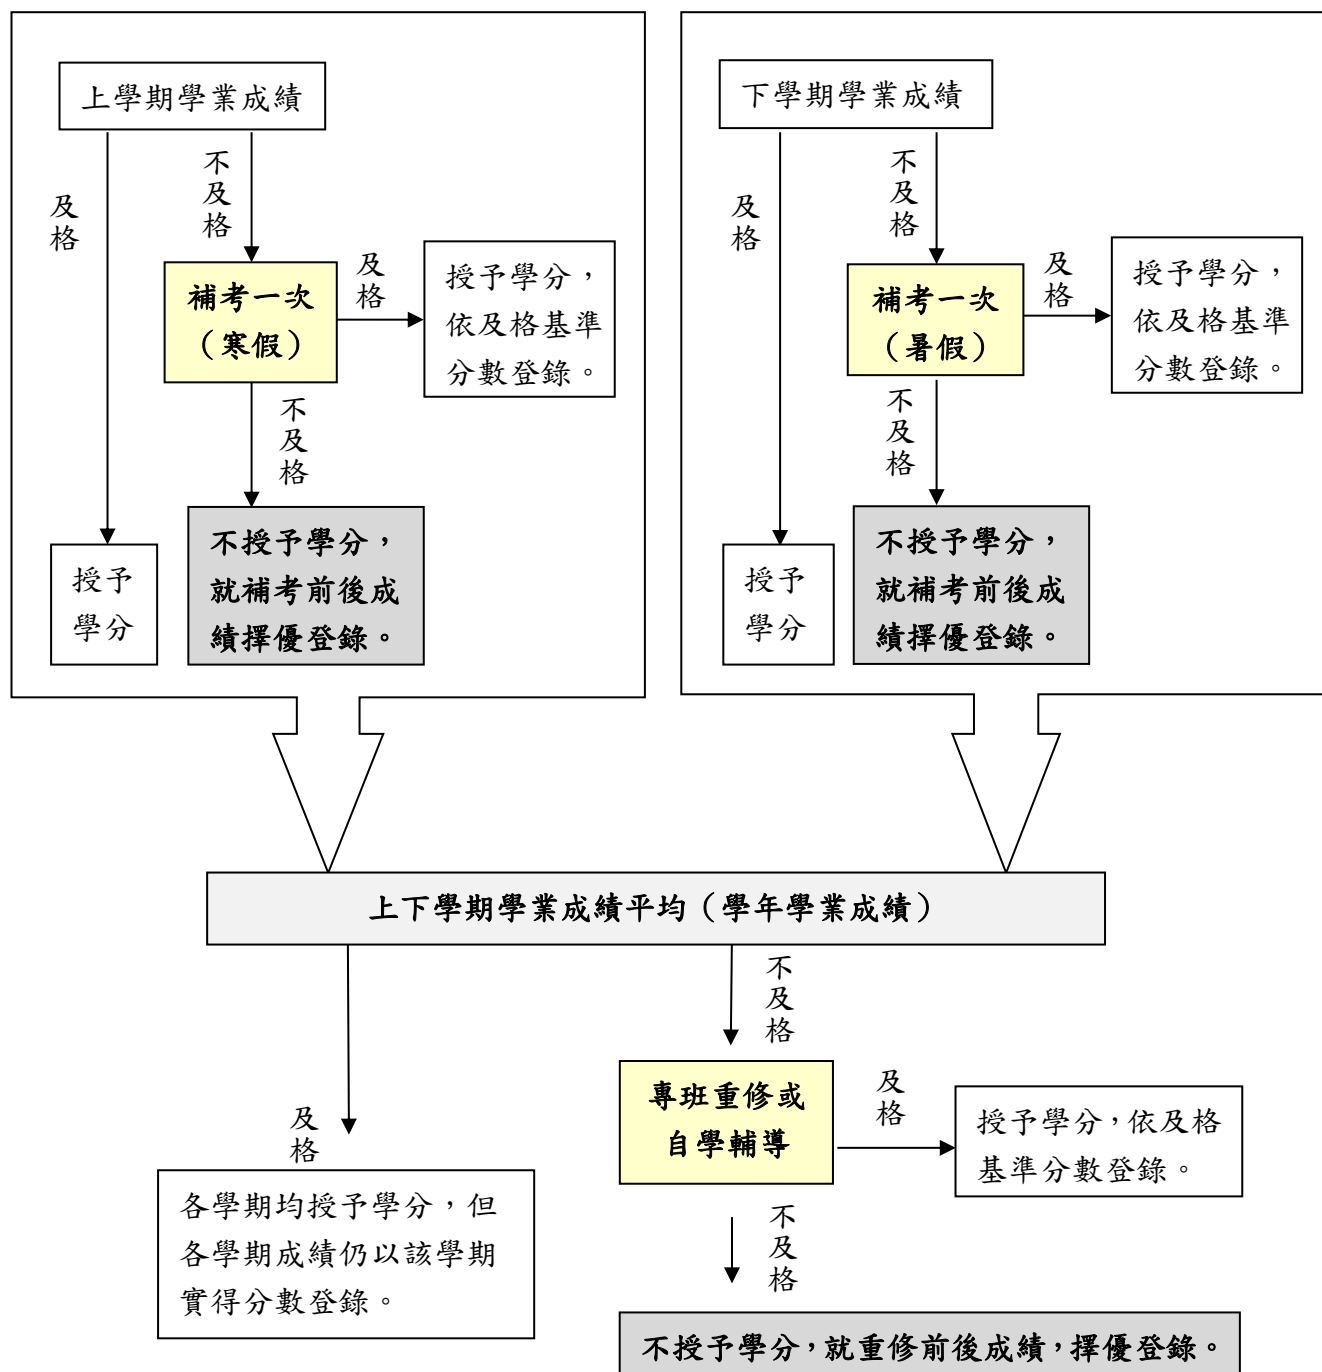 上學期學業成績
及格
不及格
補考一次
（寒假）
及格
授予學分，
依及格基準
分數登錄。
不及格
授予
學分
不授予學分，
就補考前後成
績擇優登錄。
下學期學業成績
及格
不及格
補考一次
（暑假）
及格
授予學分，
依及格基準
分數登錄。
不及格
授予
學分
不授予學分，
就補考前後成
績擇優登錄。
上下學期學業成績平均（學年學業成績）
及格
各學期均授予學分，但
各學期成績仍以該學期
實得分數登錄。
不及格
專班重修或
自學輔導
及格
授予學分，依及格
基準分數登錄。
不及格
不授予學分，就重修前後成績，擇優登錄。